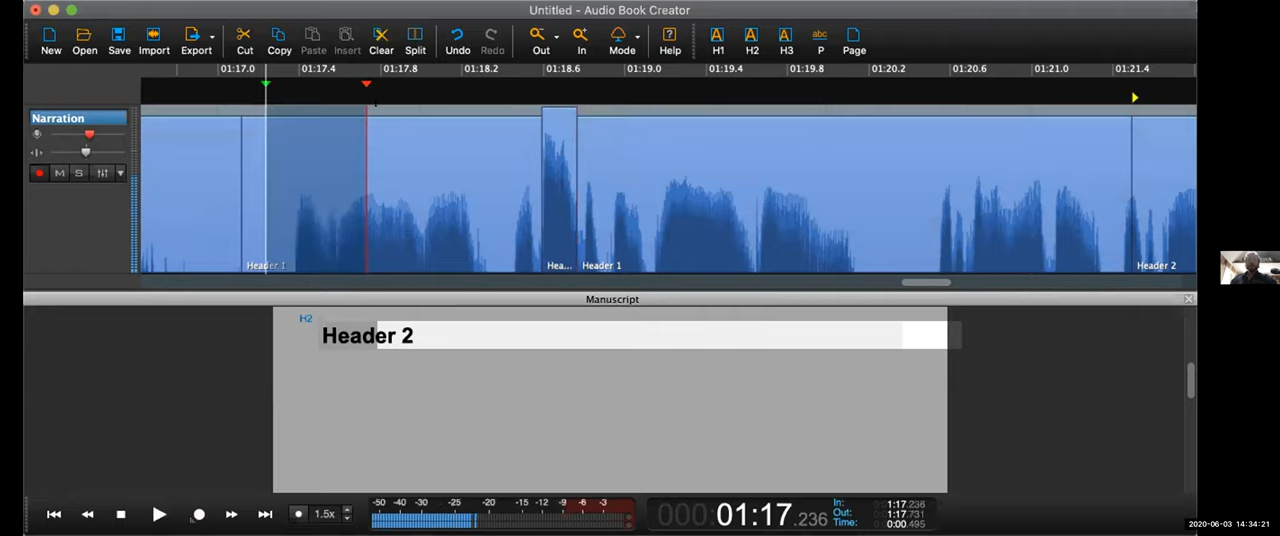 Untitled - Audio Book Creator
New Open Save Import Export Cut Copy Paste Insert Clear Split Undo Redo Out In Mode Help H1 H2 H3 P Page
A A A abc
01:17.0 01:17.4 01:17.8 01:18.2 01:18.6 01:19.0 01:19.4 01:19.8 01:20.2 01:20.6 01:21.0 01:21.4
Narration
M S
Header 1 Hea... Header 1 Header 2
Manuscript
H2
Header 2
-50 -40 -30 -25 -20 -15 -12 -9 -6 -3
1.5x
000:01:17.236
In: 0:1:17.236
Out: 0:1:17.731
Time: 0:0:00.495
2020-06-03 14:34:21